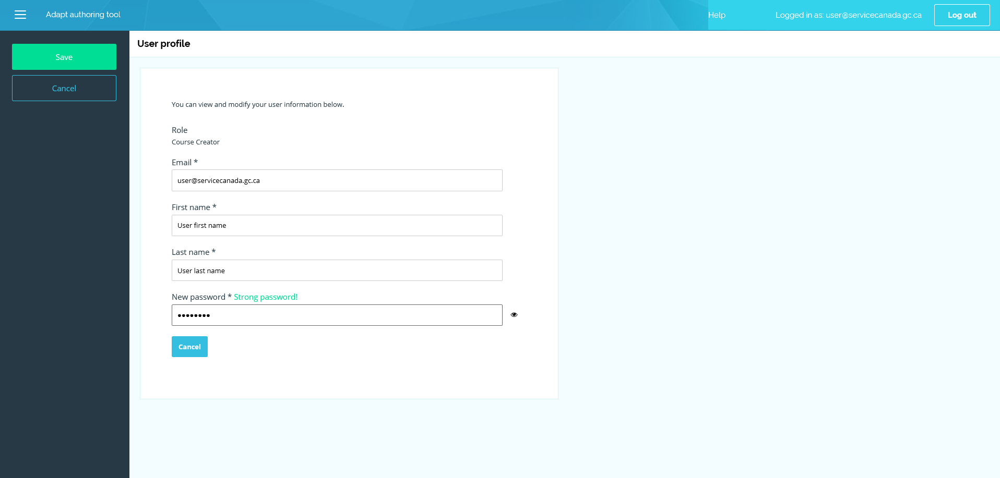 Adapt authoring tool
Help
Logged in as: user@servicecanada.gc.ca
Log out
Save
Cancel
User profile
You can view and modify your user information below.
Role
Course Creator
Email *
user@servicecanada.gc.ca
First name *
User first name
Last name *
User last name
New password * Strong password!
••••••••
Cancel